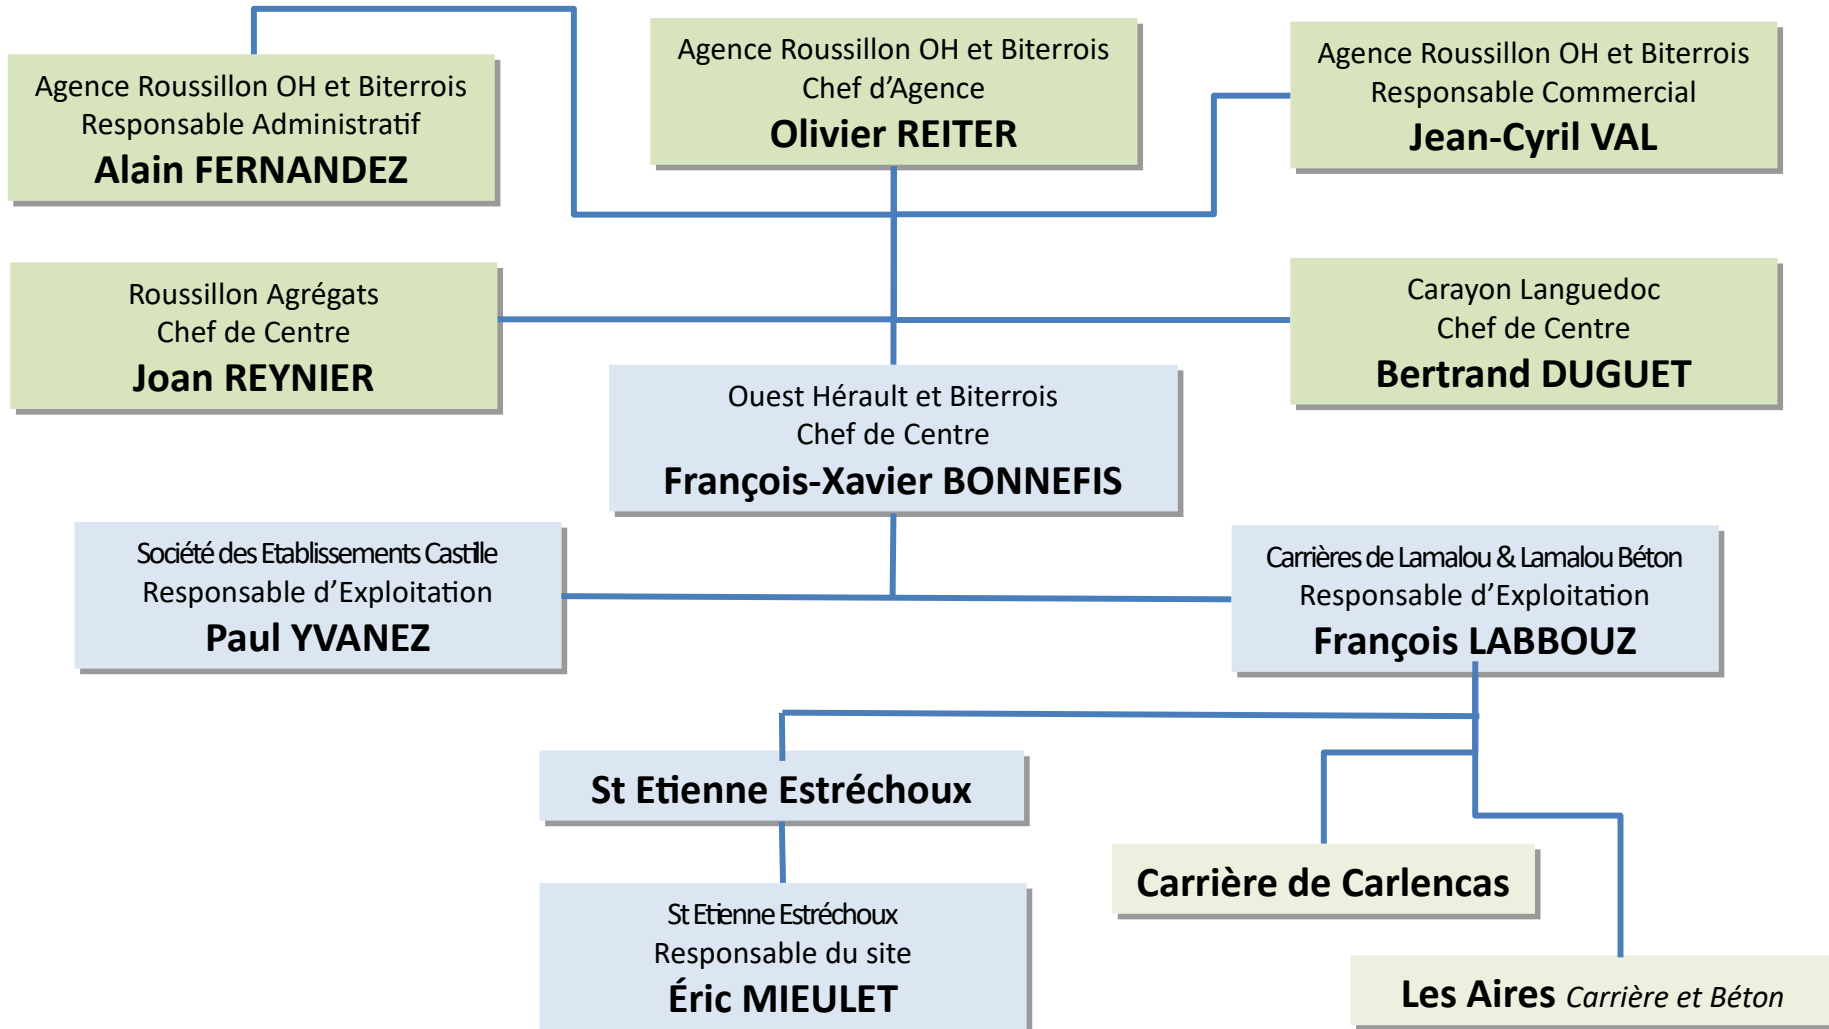 Agence Roussillon OH et Biterrois
Responsable Administratif
Alain FERNANDEZ
Agence Roussillon OH et Biterrois
Chef d’Agence
Olivier REITER
Agence Roussillon OH et Biterrois
Responsable Commercial
Jean-Cyril VAL
Roussillon Agrégats
Chef de Centre
Joan REYNIER
Carayon Languedoc
Chef de Centre
Bertrand DUGUET
Ouest Hérault et Biterrois
Chef de Centre
François-Xavier BONNEFIS
Société des Etablissements Castille
Responsable d’Exploitation
Paul YVANEZ
Carrières de Lamalou & Lamalou Béton
Responsable d’Exploitation
François LABBOUZ
St Etienne Estréchoux
Carrière de Carlencas
St Etienne Estréchoux
Responsable du site
Éric MIEULET
Les Aires Carrière et Béton